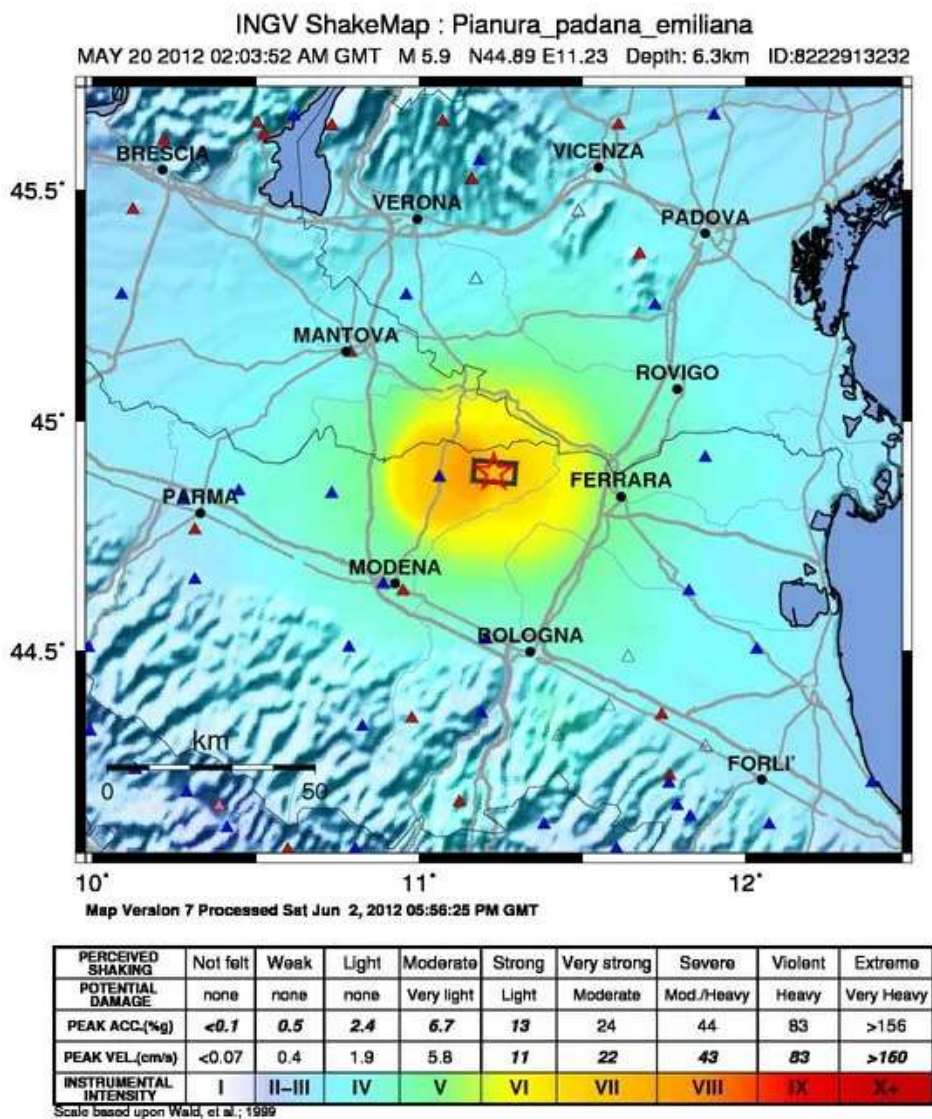 INGV ShakeMap : Pianura_padana_emiliana
MAY 20 2012 02:03:52 AM GMT M 5.9 N44.89 E11.23 Depth: 6.3km ID:8222913232
BRESCIA
VICENZA
45.5°
VERONA
PADOVA
MANTOVA
ROVIGO
45°
FERRARA
PARMA
MODENA
BOLOGNA
44.5°
km
FORLI'
0 50
10° 11° 12°
Map Version 7 Processed Sat Jun 2, 2012 05:56:25 PM GMT
PERCEIVED SHAKING Not felt Weak Light Moderate Strong Very strong Severe Violent Extreme
POTENTIAL DAMAGE none none none Very light Light Moderate Mod./Heavy Heavy Very Heavy
PEAK ACC.(%g) <0.1 0.5 2.4 6.7 13 24 44 83 >156
PEAK VEL.(cm/s) <0.07 0.4 1.9 5.8 11 22 43 83 >160
INSTRUMENTAL INTENSITY I II–III IV V VI VII VIII IX X+
Scale based upon Wald, et al.; 1999